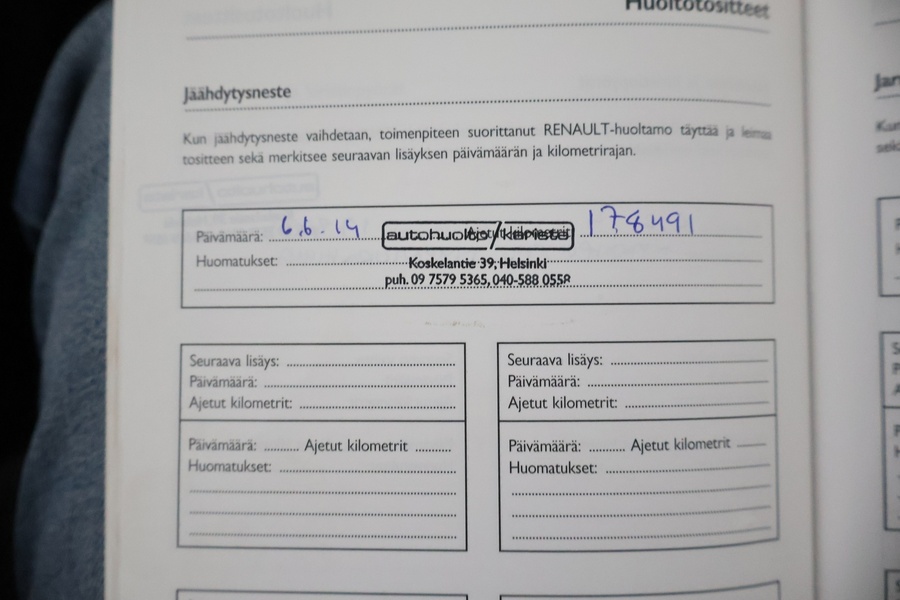 Huoltotositteet
Jäähdytysneste
Kun jäähdytysneste vaihdetaan, toimenpiteen suorittanut RENAULT-huoltamo täyttää ja leimaa
tositteen sekä merkitsee seuraavan lisäyksen päivämäärän ja kilometrirajan.
Päivämäärä: 6.6.14 autohuolto/ Ajetut kilometrit 178491
Huomatukset:
Koskelantie 39, Helsinki
puh. 09 7579 5365, 040-588 0558
Seuraava lisäys:
Päivämäärä:
Ajetut kilometrit:
Päivämäärä: Ajetut kilometrit
Huomatukset:
Seuraava lisäys:
Päivämäärä:
Ajetut kilometrit:
Päivämäärä: Ajetut kilometrit
Huomatukset: